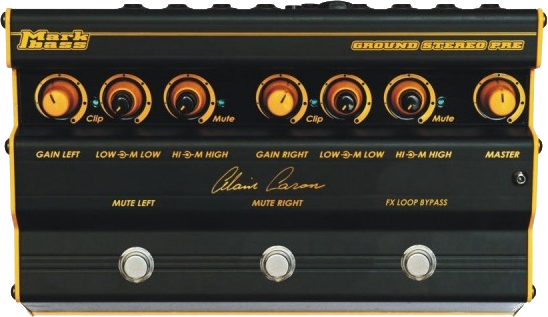 Mark
bass
GROUND STEREO PRE
Clip
Mute
Clip
Mute
GAIN LEFT
LOW M LOW
HI M HIGH
GAIN RIGHT
LOW M LOW
HI M HIGH
MASTER
Alain Caron
MUTE LEFT
MUTE RIGHT
FX LOOP BYPASS